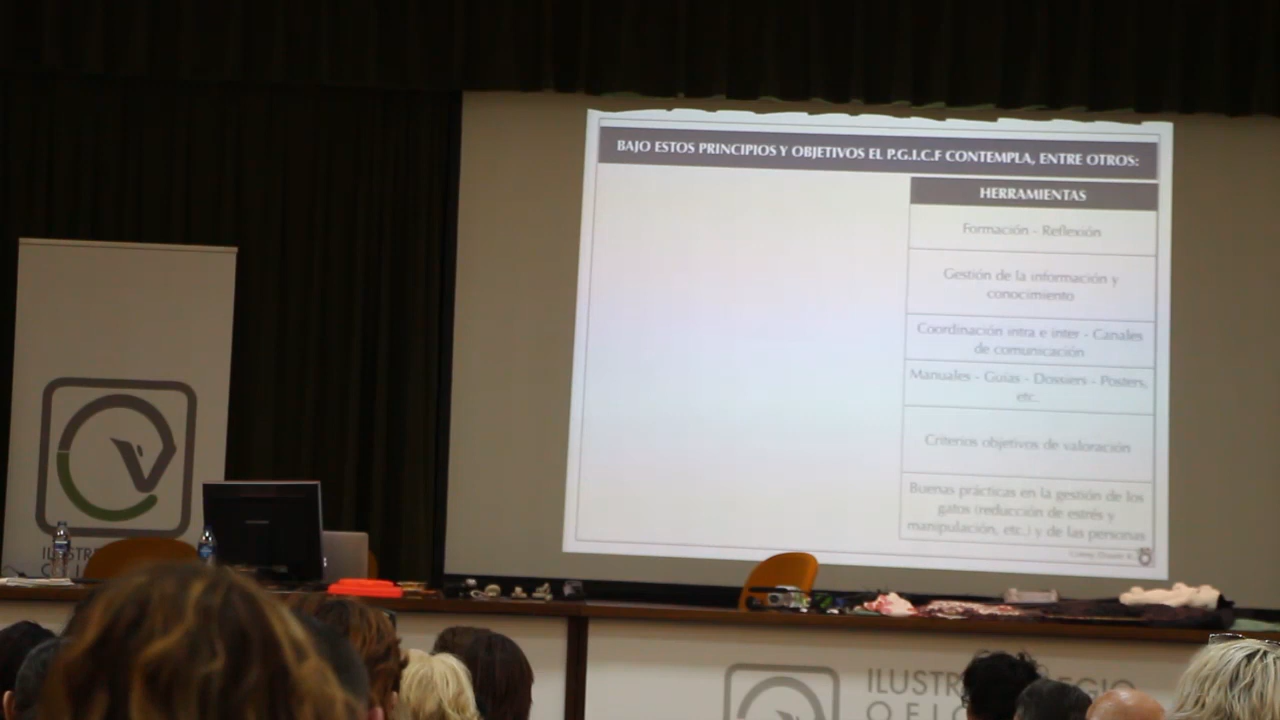 BAJO ESTOS PRINCIPIOS Y OBJETIVOS EL P.G.I.C.F CONTEMPLA, ENTRE OTROS:
HERRAMIENTAS
Formación - Reflexión
Gestión de la información y
conocimiento
Coordinación intra e inter - Canales
de comunicación
Manuales - Guías - Dossiers - Posters,
etc.
Criterios objetivos de valoración
Buenas prácticas en la gestión de los
gatos (reducción de estrés y
manipulación, etc.) y de las personas